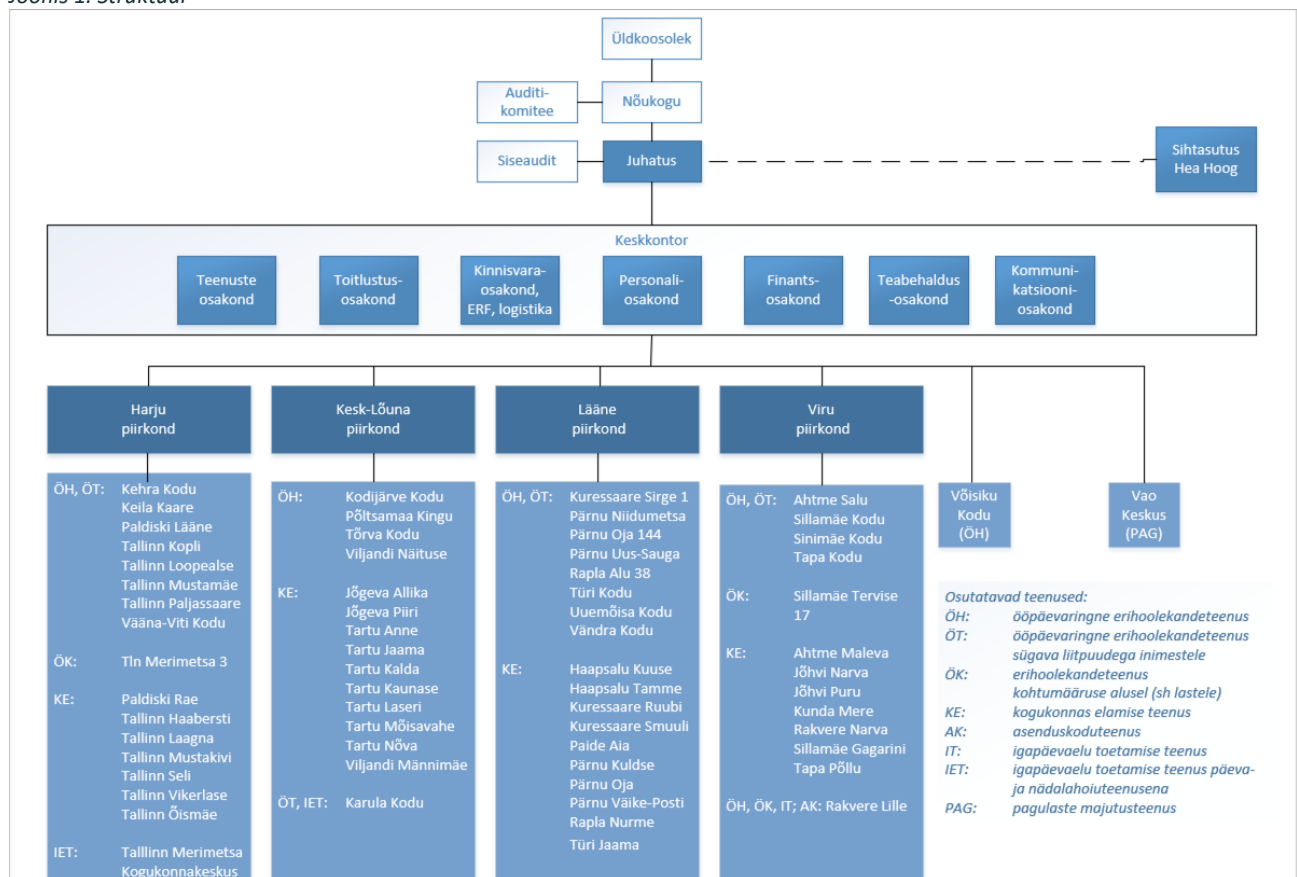 Joonis 1. Struktuur
Üldkoosolek
Auditi-
komitee
Nõukogu
Siseaudit
Juhatus
Sihtasutus
Hea Hoog
Keskkontor
Teenuste
osakond
Toitlustus-
osakond
Kinnisvara-
osakond,
ERF, logistika
Personali-
osakond
Finants-
osakond
Teabehaldus
-osakond
Kommuni-
katsiooni-
osakond
Harju
piirkond
ÖH, ÖT: Kehra Kodu
Keila Kaare
Paldiski Lääne
Tallinn Kopli
Tallinn Loopealse
Tallinn Mustamäe
Tallinn Paljassaare
Vääna-Viti Kodu
ÖK: Tln Merimetsa 3
KE: Paldiski Rae
Tallinn Haabersti
Tallinn Laagna
Tallinn Mustakivi
Tallinn Seli
Tallinn Vikerlase
Tallinn Õismäe
IET: Talllinn Merimetsa
Kogukonnakeskus
Kesk-Lõuna
piirkond
ÖH: Kodijärve Kodu
Põltsamaa Kingu
Tõrva Kodu
Viljandi Näituse
KE: Jõgeva Allika
Jõgeva Piiri
Tartu Anne
Tartu Jaama
Tartu Kalda
Tartu Kaunase
Tartu Laseri
Tartu Mõisavahe
Tartu Nõva
Viljandi Männimäe
ÖT, IET: Karula Kodu
Lääne
piirkond
ÖH, ÖT: Kuressaare Sirge 1
Pärnu Niidumetsa
Pärnu Oja 144
Pärnu Uus-Sauga
Rapla Alu 38
Türi Kodu
Uuemõisa Kodu
Vändra Kodu
KE: Haapsalu Kuuse
Haapsalu Tamme
Kuressaare Ruubi
Kuressaare Smuuli
Paide Aia
Pärnu Kuldse
Pärnu Oja
Pärnu Väike-Posti
Rapla Nurme
Türi Jaama
Viru
piirkond
ÖH, ÖT: Ahtme Salu
Sillamäe Kodu
Sinimäe Kodu
Tapa Kodu
ÖK: Sillamäe Tervise
17
KE: Ahtme Maleva
Jõhvi Narva
Jõhvi Puru
Kunda Mere
Rakvere Narva
Sillamäe Gagarini
Tapa Põllu
ÖH, ÖK, IT; AK: Rakvere Lille
Võisiku
Kodu
(ÖH)
Vao
Keskus
(PAG)
Osutatavad teenused:
ÖH: ööpäevaringne erihoolekandeteenus
ÖT: ööpäevaringne erihoolekandeteenus
sügava liitpuudega inimestele
ÖK: erihoolekandeteenus
kohtumääruse alusel (sh lastele)
KE: kogukonnas elamise teenus
AK: asenduskoduteenus
IT: igapäevaelu toetamise teenus
IET: igapäevaelu toetamise teenus päeva-
ja nädalahoiuteenusena
PAG: pagulaste majutusteenus